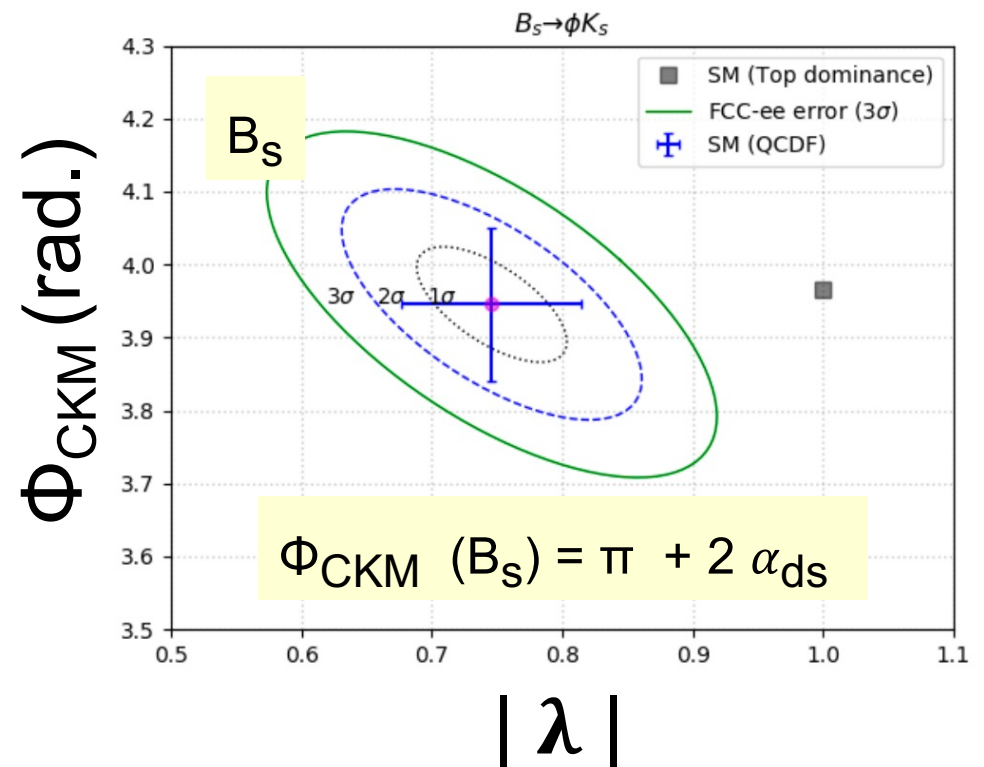 B_s→ϕK_s
4.3
4.2
4.1
4.0
3.9
3.8
3.7
3.6
3.5
Φ_CKM (rad.)
B_s
SM (Top dominance)
FCC-ee error (3σ)
SM (QCDF)
3σ 2σ 1σ
Φ_CKM (B_s) = π + 2 α_ds
0.5 0.6 0.7 0.8 0.9 1.0 1.1
| λ |